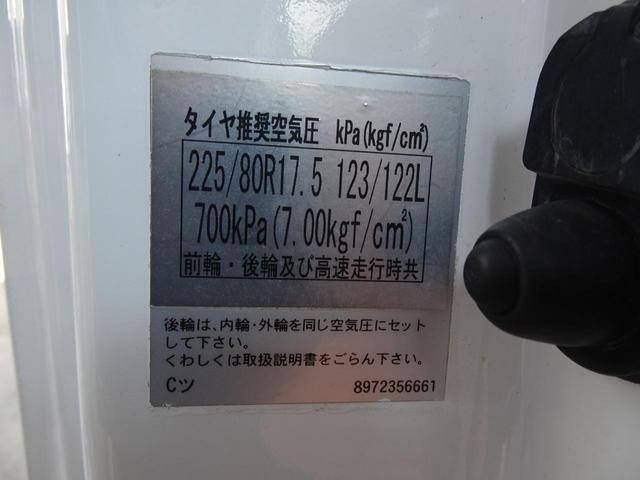 タイヤ推奨空気圧 kPa(kgf/cm²)
225/80R17.5 123/122L
700kPa(7.00kgf/cm²)
前輪・後輪及び高速走行時共
後輪は、内輪・外輪を同じ空気圧にセット
して下さい。
くわしくは取扱説明書をごらん下さい。
Cツ 8972356661